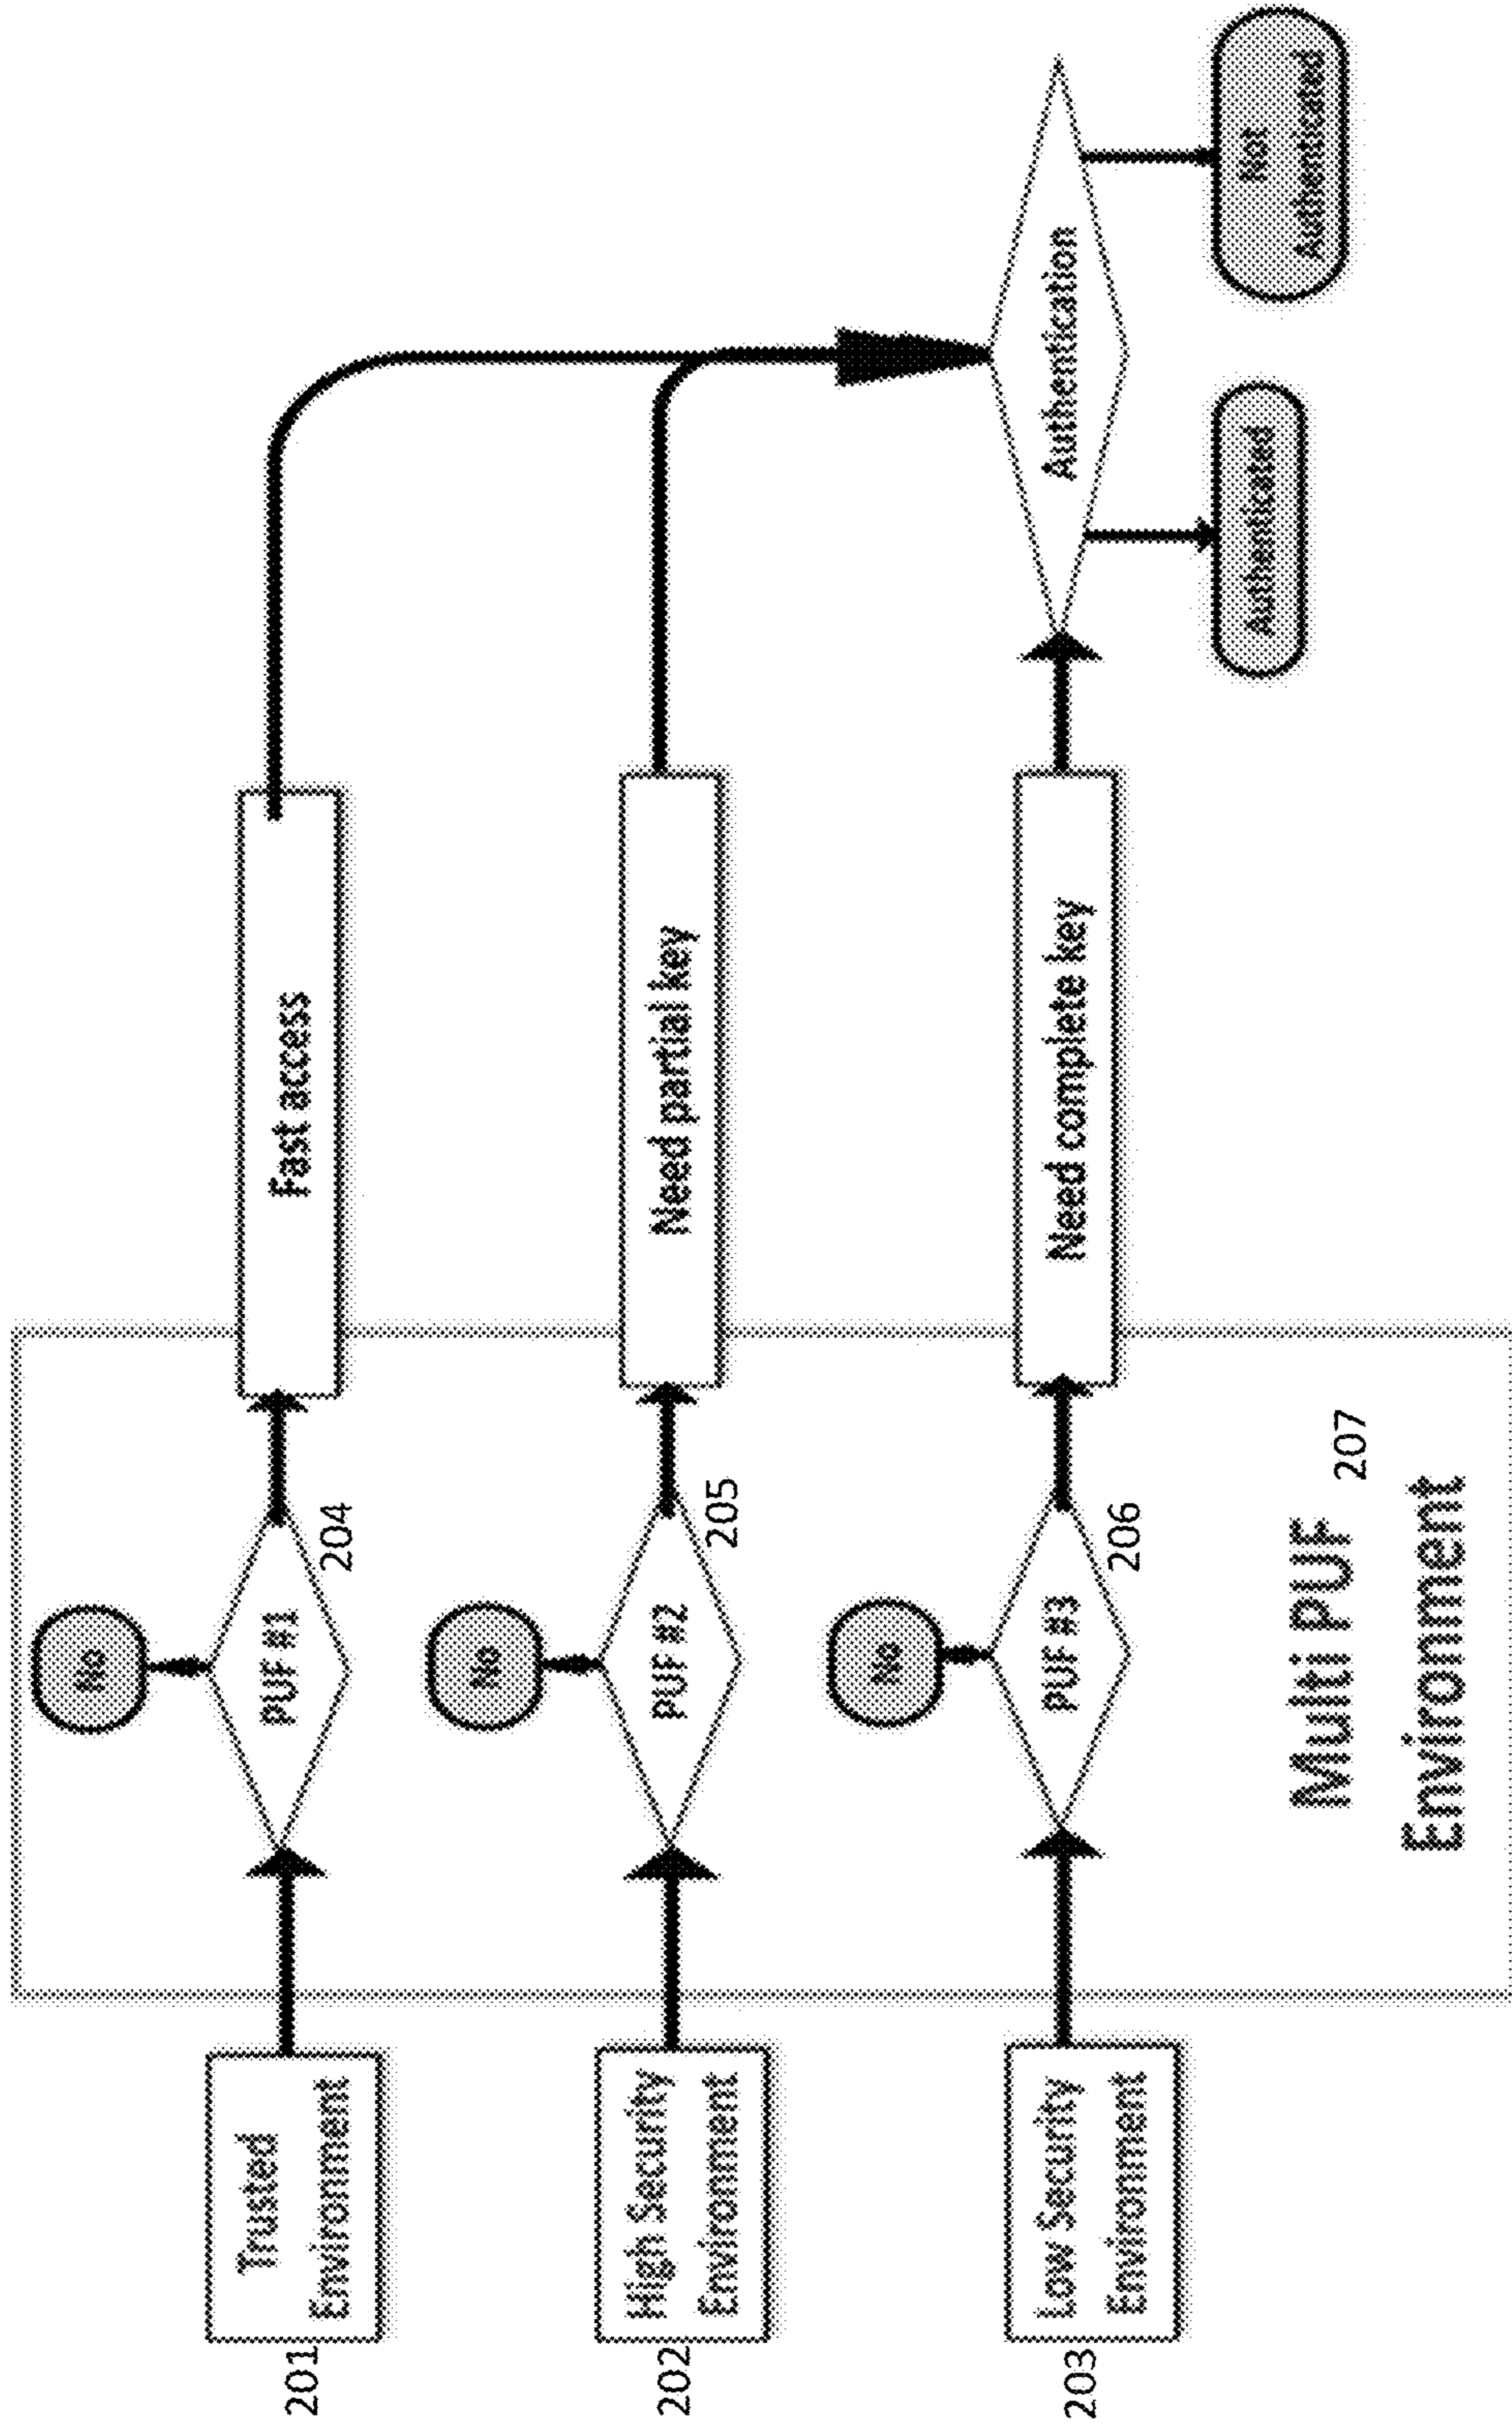 201
Trusted
Environment
No
PUF #1
204
Fast access
202
High Security
Environment
No
PUF #2
205
Need partial key
203
Low Security
Environment
No
PUF #3
206
Need complete key
Authentication
Authenticated
Not
Authenticated
Multi PUF
207
Environment